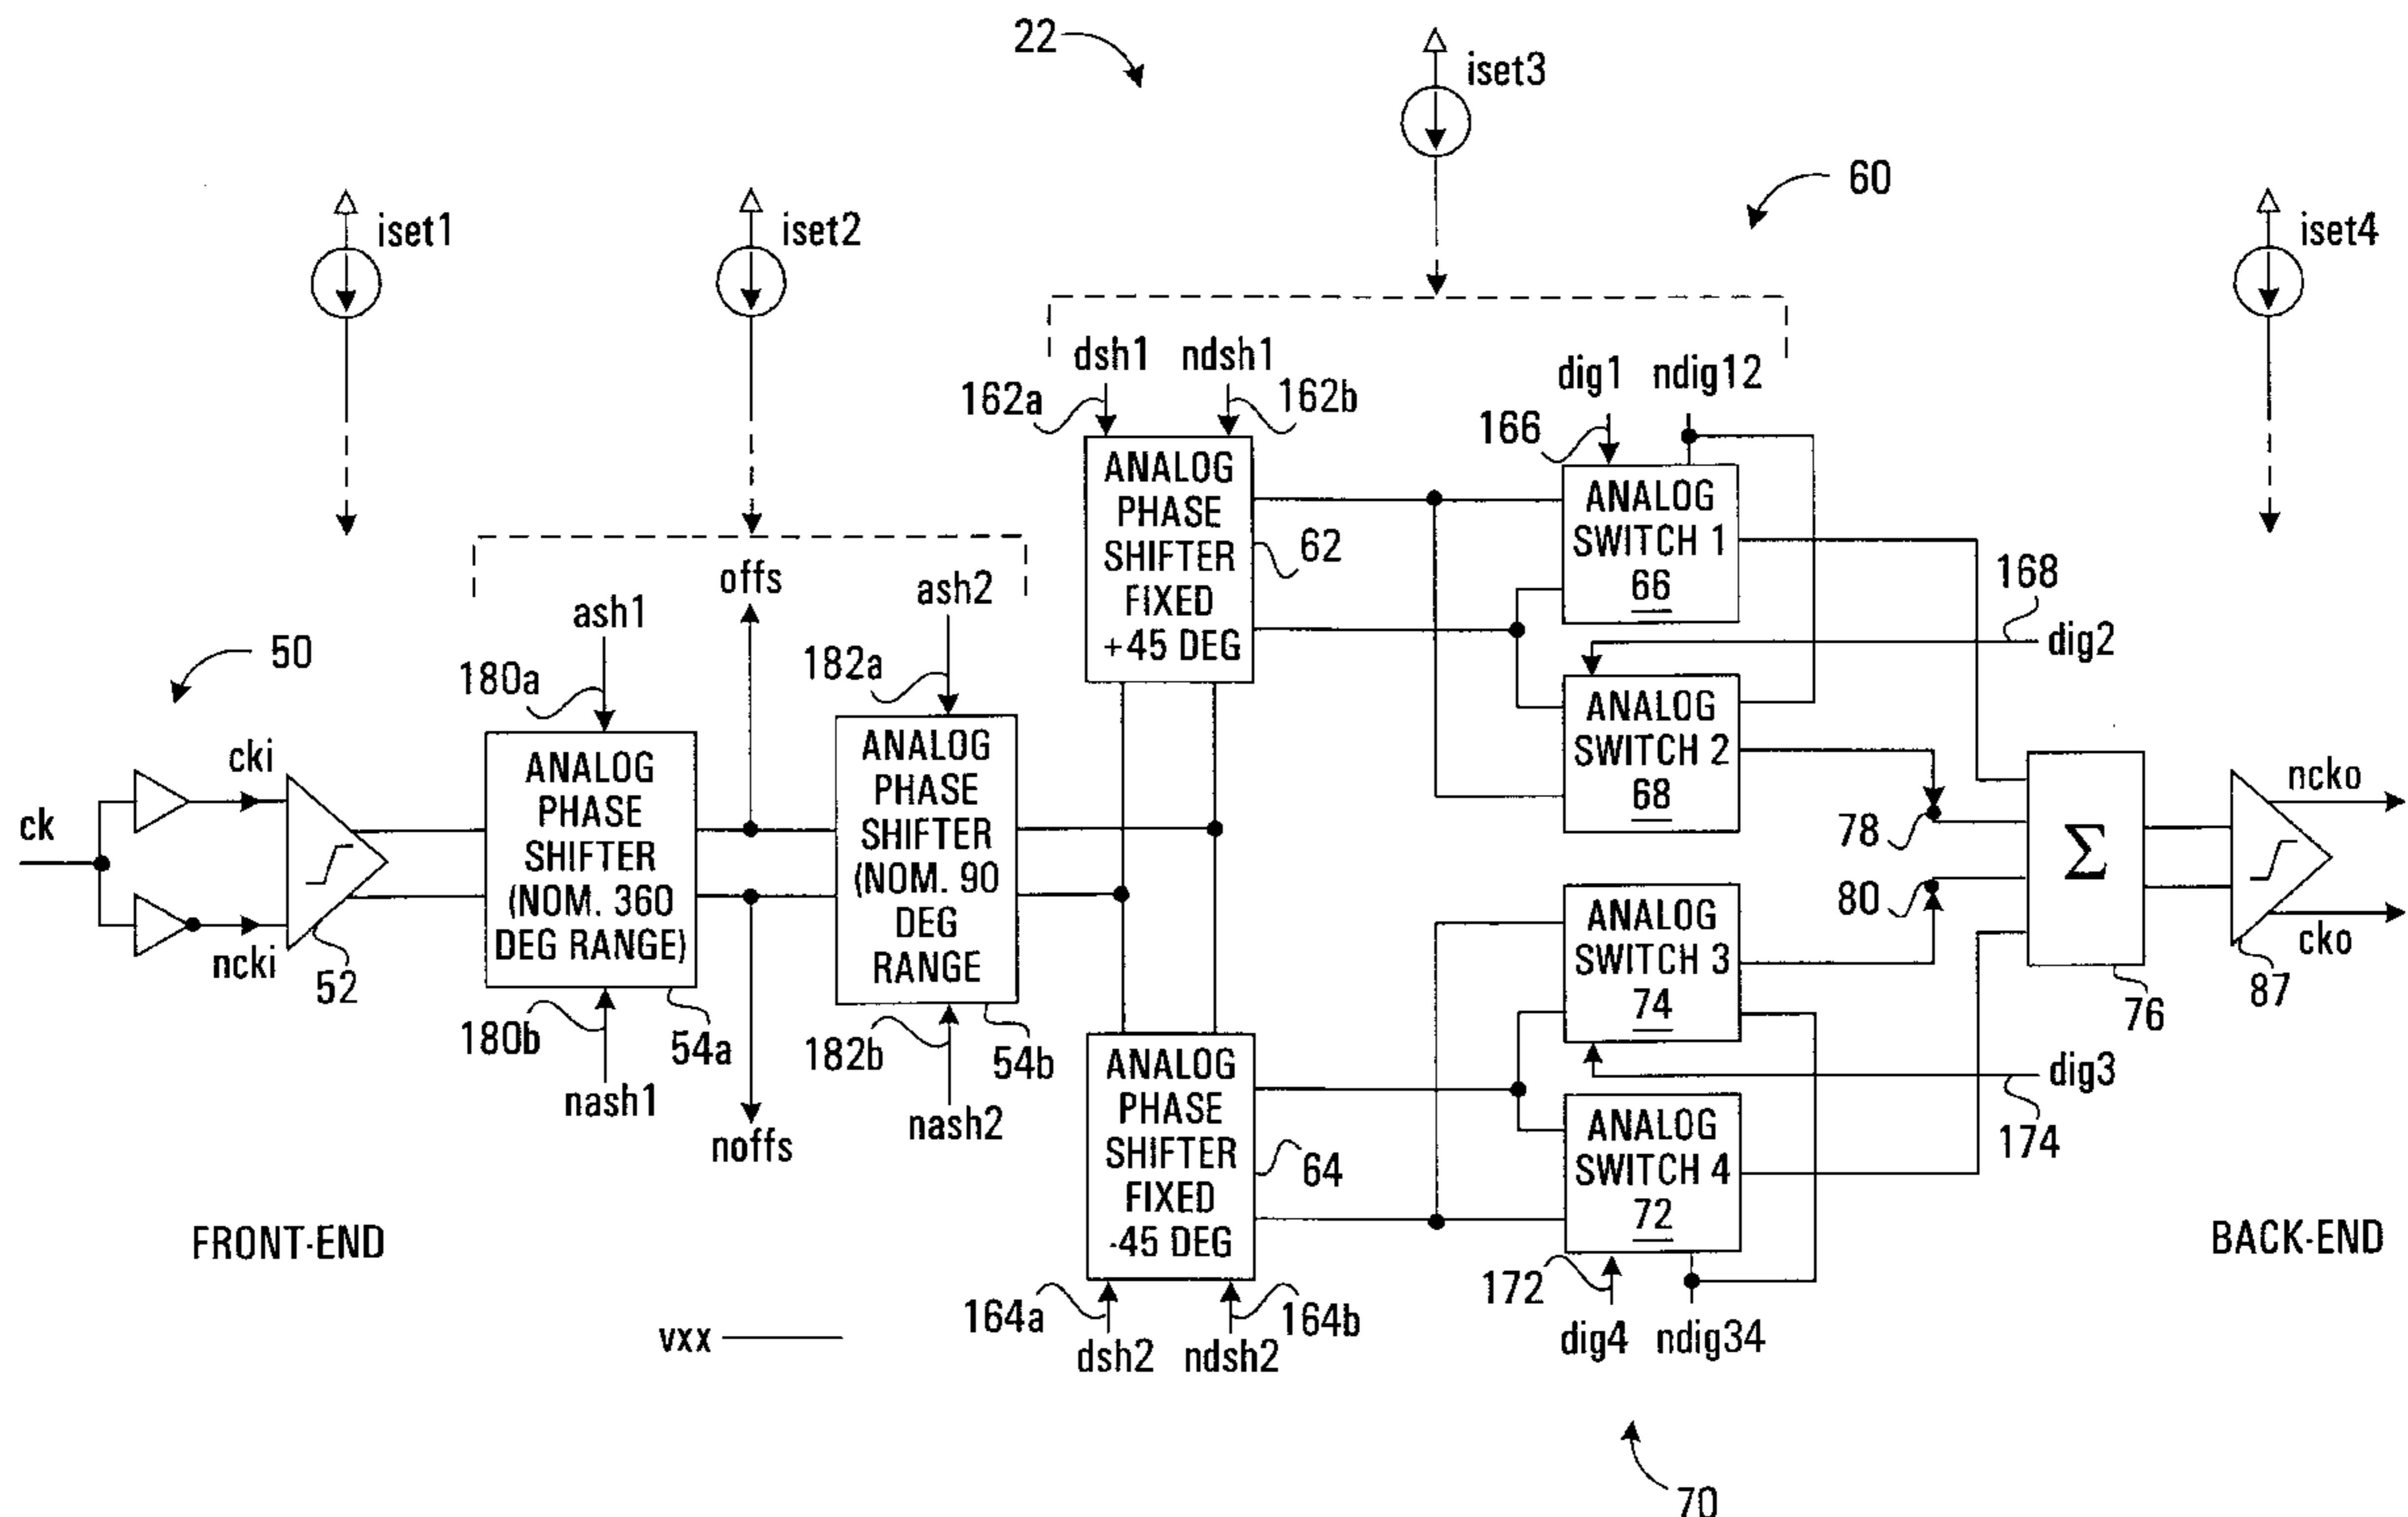 22
iset3
60
iset1
iset2
iset4
dsh1 ndsh1
dig1 ndig12
162a
162b
166
ANALOG
PHASE
SHIFTER
FIXED
+45 DEG
62
ANALOG
SWITCH 1
66
168
dig2
offs
ash1
ash2
50
180a
182a
ANALOG
SWITCH 2
68
ck
cki
ncki
52
ANALOG
PHASE
SHIFTER
(NOM. 360
DEG RANGE)
ANALOG
PHASE
SHIFTER
(NOM. 90
DEG
RANGE
78
80
Σ
76
ncko
cko
87
180b
54a
182b
54b
nash1
nash2
noffs
ANALOG
SWITCH 3
74
dig3
174
ANALOG
PHASE
SHIFTER
FIXED
-45 DEG
64
ANALOG
SWITCH 4
72
FRONT-END
BACK-END
164a
164b
172
vxx
dsh2 ndsh2
dig4 ndig34
70